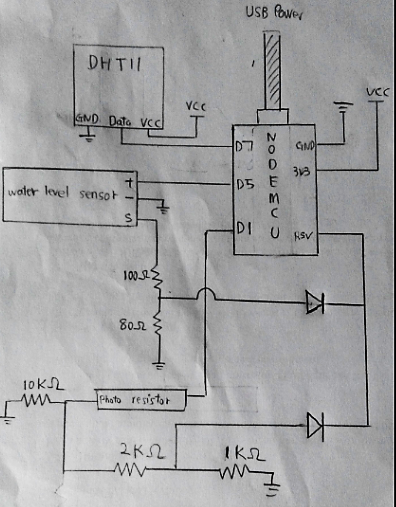 USB Power
DHT11
GND Data VCC
VCC
VCC
D7
NODEMCU
GND
3V3
D5
D1
RSV
water level sensor
+
-
S
100Ω
80Ω
10KΩ
Photo resistor
2KΩ
1KΩ